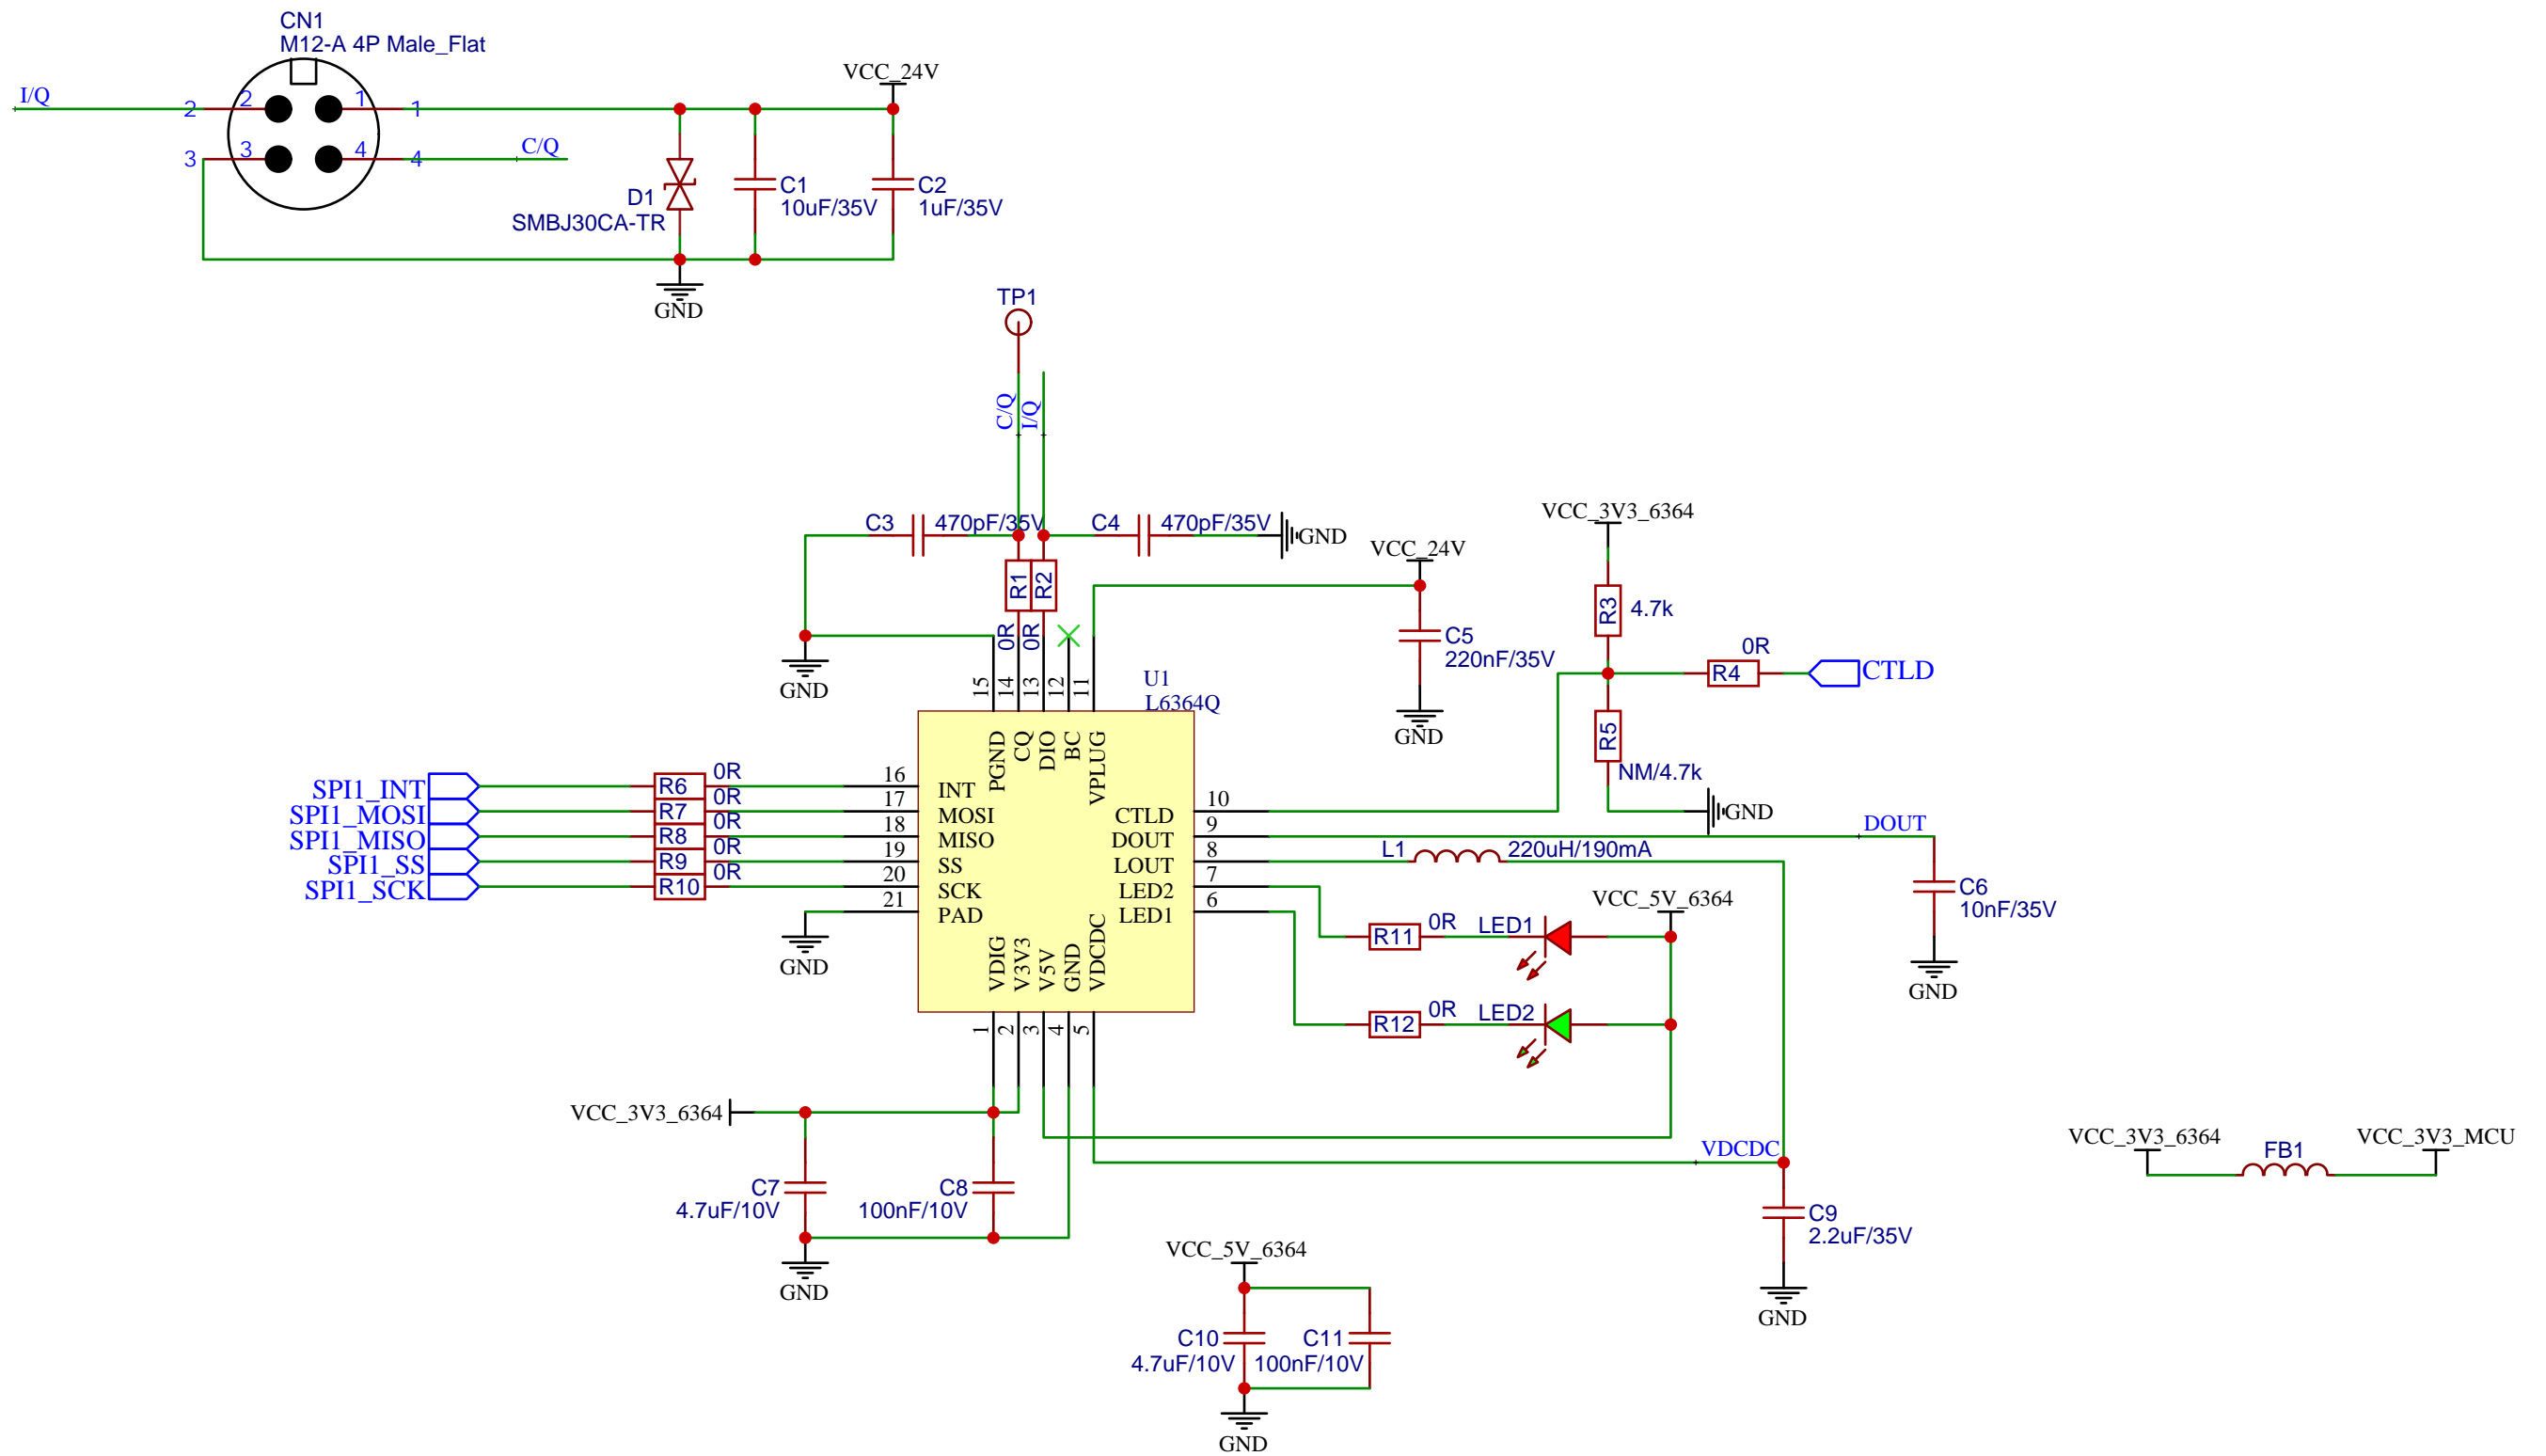 CN1
M12-A 4P Male_Flat
VCC_24V
I/Q
2
2
1
1
3
3
4
4
C/Q
D1
SMBJ30CA-TR
C1
10uF/35V
C2
1uF/35V
GND
TP1
C/Q
I/Q
C3
470pF/35V
C4
470pF/35V
GND
R1
R2
0R
0R
GND
VCC_24V
C5
220nF/35V
GND
VCC_3V3_6364
R3
4.7k
R4
0R
CTLD
R5
NM/4.7k
GND
U1
L6364Q
15
14
13
12
11
PGND
CQ
DIO
BC
VPLUG
SPI1_INT
R6
0R
16
INT
SPI1_MOSI
R7
0R
17
MOSI
SPI1_MISO
R8
0R
18
MISO
SPI1_SS
R9
0R
19
SS
SPI1_SCK
R10
0R
20
SCK
21
PAD
GND
CTLD
10
DOUT
9
LOUT
8
LED2
7
LED1
6
DOUT
C6
10nF/35V
GND
L1
220uH/190mA
VCC_5V_6364
R11
0R
LED1
R12
0R
LED2
VDIG
V3V3
V5V
GND
VDCDC
1
2
3
4
5
VCC_3V3_6364
C7
4.7uF/10V
C8
100nF/10V
GND
VDCDC
C9
2.2uF/35V
GND
VCC_5V_6364
C10
4.7uF/10V
C11
100nF/10V
GND
VCC_3V3_6364
FB1
VCC_3V3_MCU